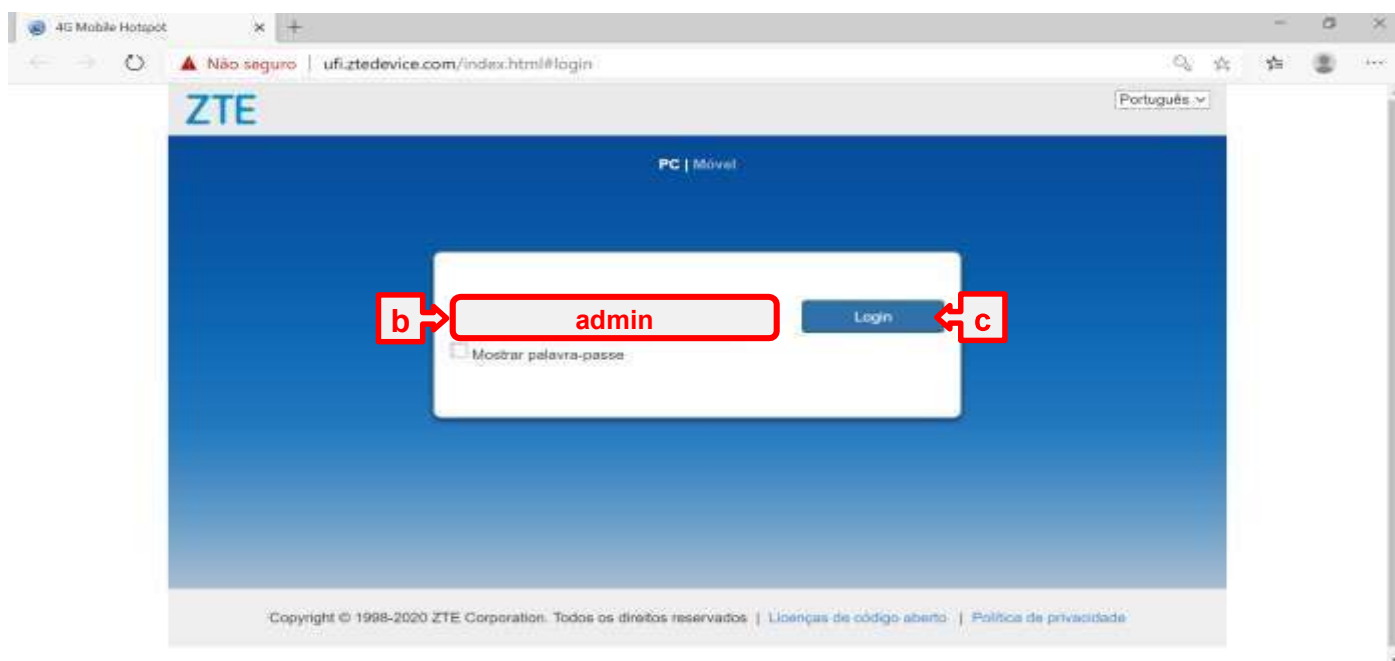 4G Mobile Hotspot
Não seguro | ufi.ztedevice.com/index.html#login
ZTE
Português
PC | Móvel
b admin Login c
Mostrar palavra-passe
Copyright © 1998-2020 ZTE Corporation. Todos os direitos reservados | Licenças de código aberto | Política de privacidade